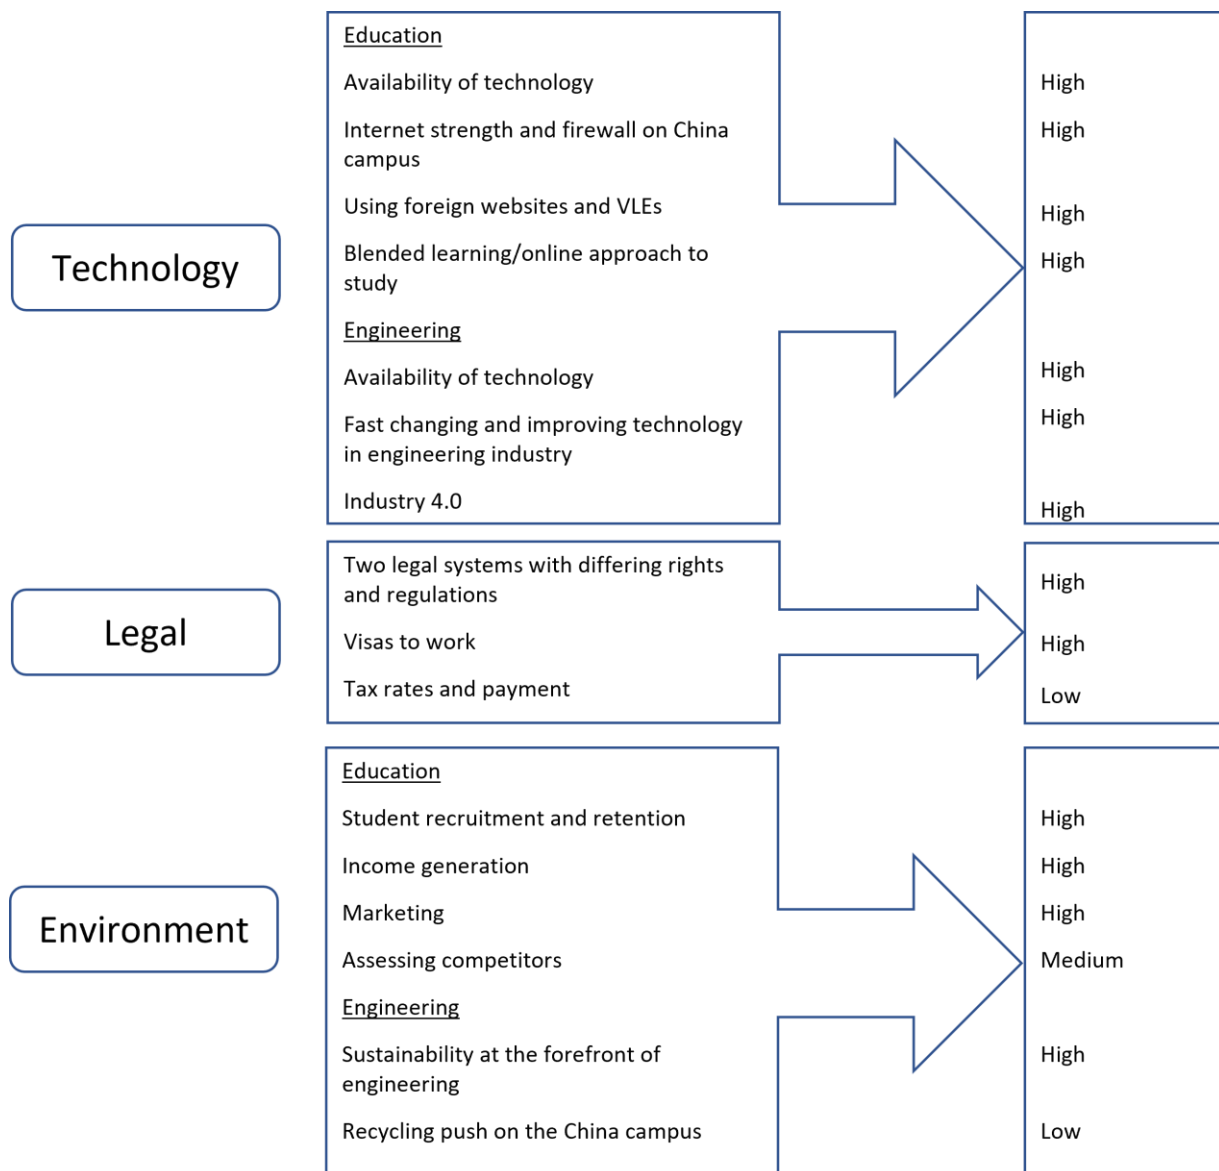 Technology
Education
Availability of technology
Internet strength and firewall on China
campus
Using foreign websites and VLEs
Blended learning/online approach to
study
Engineering
Availability of technology
Fast changing and improving technology
in engineering industry
Industry 4.0
High
High
High
High
High
High
High
Legal
Two legal systems with differing rights
and regulations
Visas to work
Tax rates and payment
High
High
Low
Environment
Education
Student recruitment and retention
Income generation
Marketing
Assessing competitors
Engineering
Sustainability at the forefront of
engineering
Recycling push on the China campus
High
High
High
Medium
High
Low